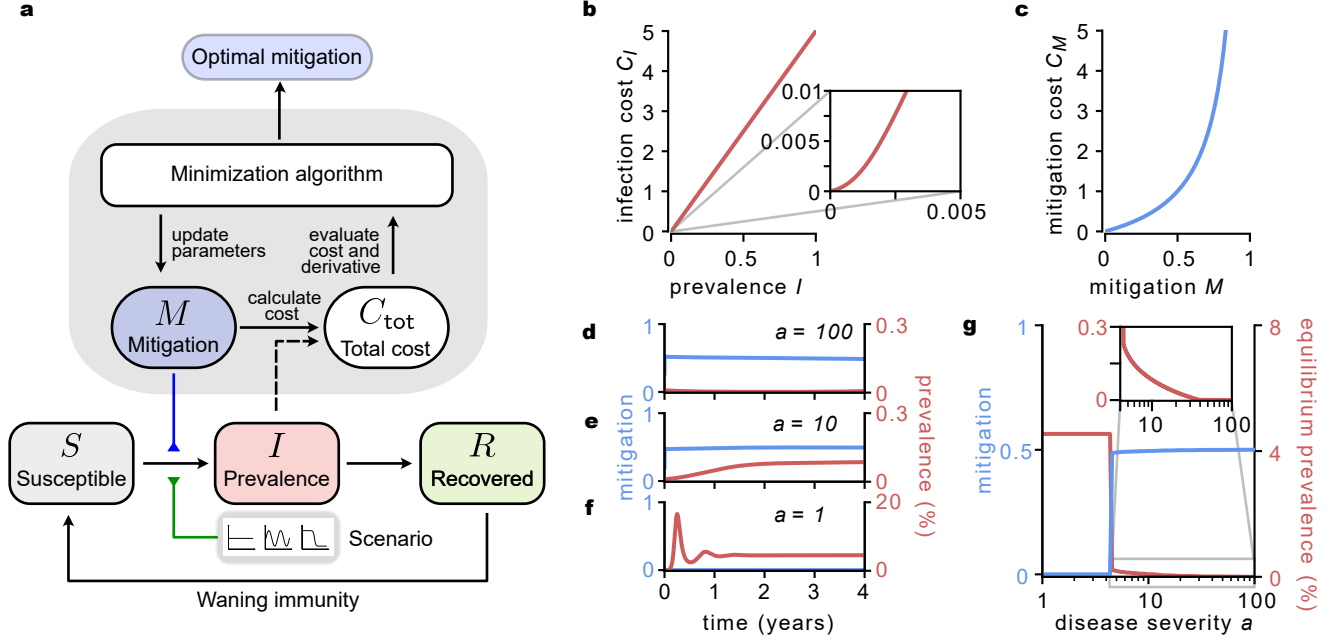 a
Optimal mitigation
Minimization algorithm
update
parameters
evaluate
cost and
derivative
M
Mitigation
calculate
cost
C_tot
Total cost
S
Susceptible
I
Prevalence
R
Recovered
Scenario
Waning immunity
b
infection cost C_I
5
4
3
2
1
0
0 0.5 1
prevalence I
0.01
0.005
0
0 0.005
c
mitigation cost C_M
5
4
3
2
1
0
0 0.5 1
mitigation M
d
1
0
a = 100
0.3
0
e
1
0
a = 10
0.3
0
f
1
0
a = 1
20
0
mitigation
prevalence (%)
0 1 2 3 4
time (years)
g
mitigation
1
0.5
0
0.3
0
10 100
8
4
0
equilibrium prevalence (%)
1 10 100
disease severity a